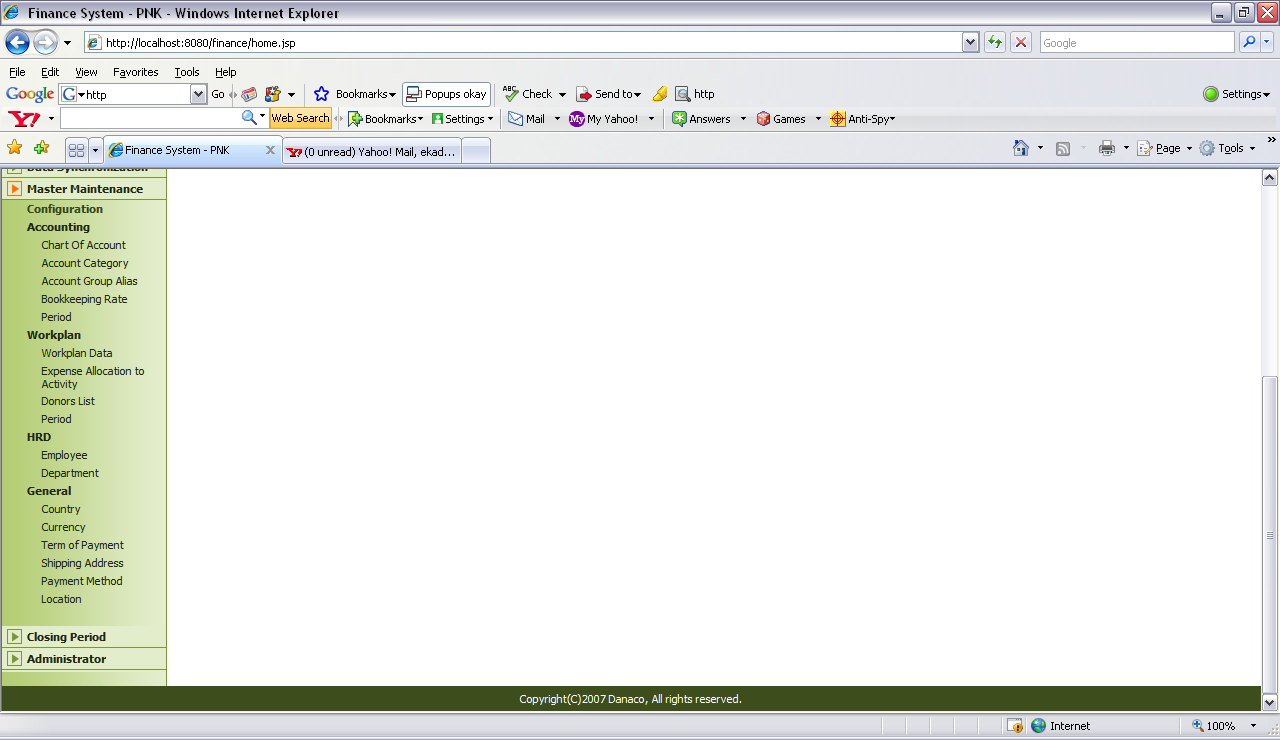 Finance System - PNK - Windows Internet Explorer
http://localhost:8080/finance/home.jsp
Google
File Edit View Favorites Tools Help
Google G http Go Bookmarks Popups okay ABC Check Send to http Settings
Y! Web Search Bookmarks Settings Mail My My Yahoo! Answers Games Anti-Spy
Finance System - PNK Y! (0 unread) Yahoo! Mail, ekad... Page Tools
Data Synchronization
Master Maintenance
Configuration
Accounting
Chart Of Account
Account Category
Account Group Alias
Bookkeeping Rate
Period
Workplan
Workplan Data
Expense Allocation to
Activity
Donors List
Period
HRD
Employee
Department
General
Country
Currency
Term of Payment
Shipping Address
Payment Method
Location
Closing Period
Administrator
Copyright(C)2007 Danaco, All rights reserved.
Internet 100%